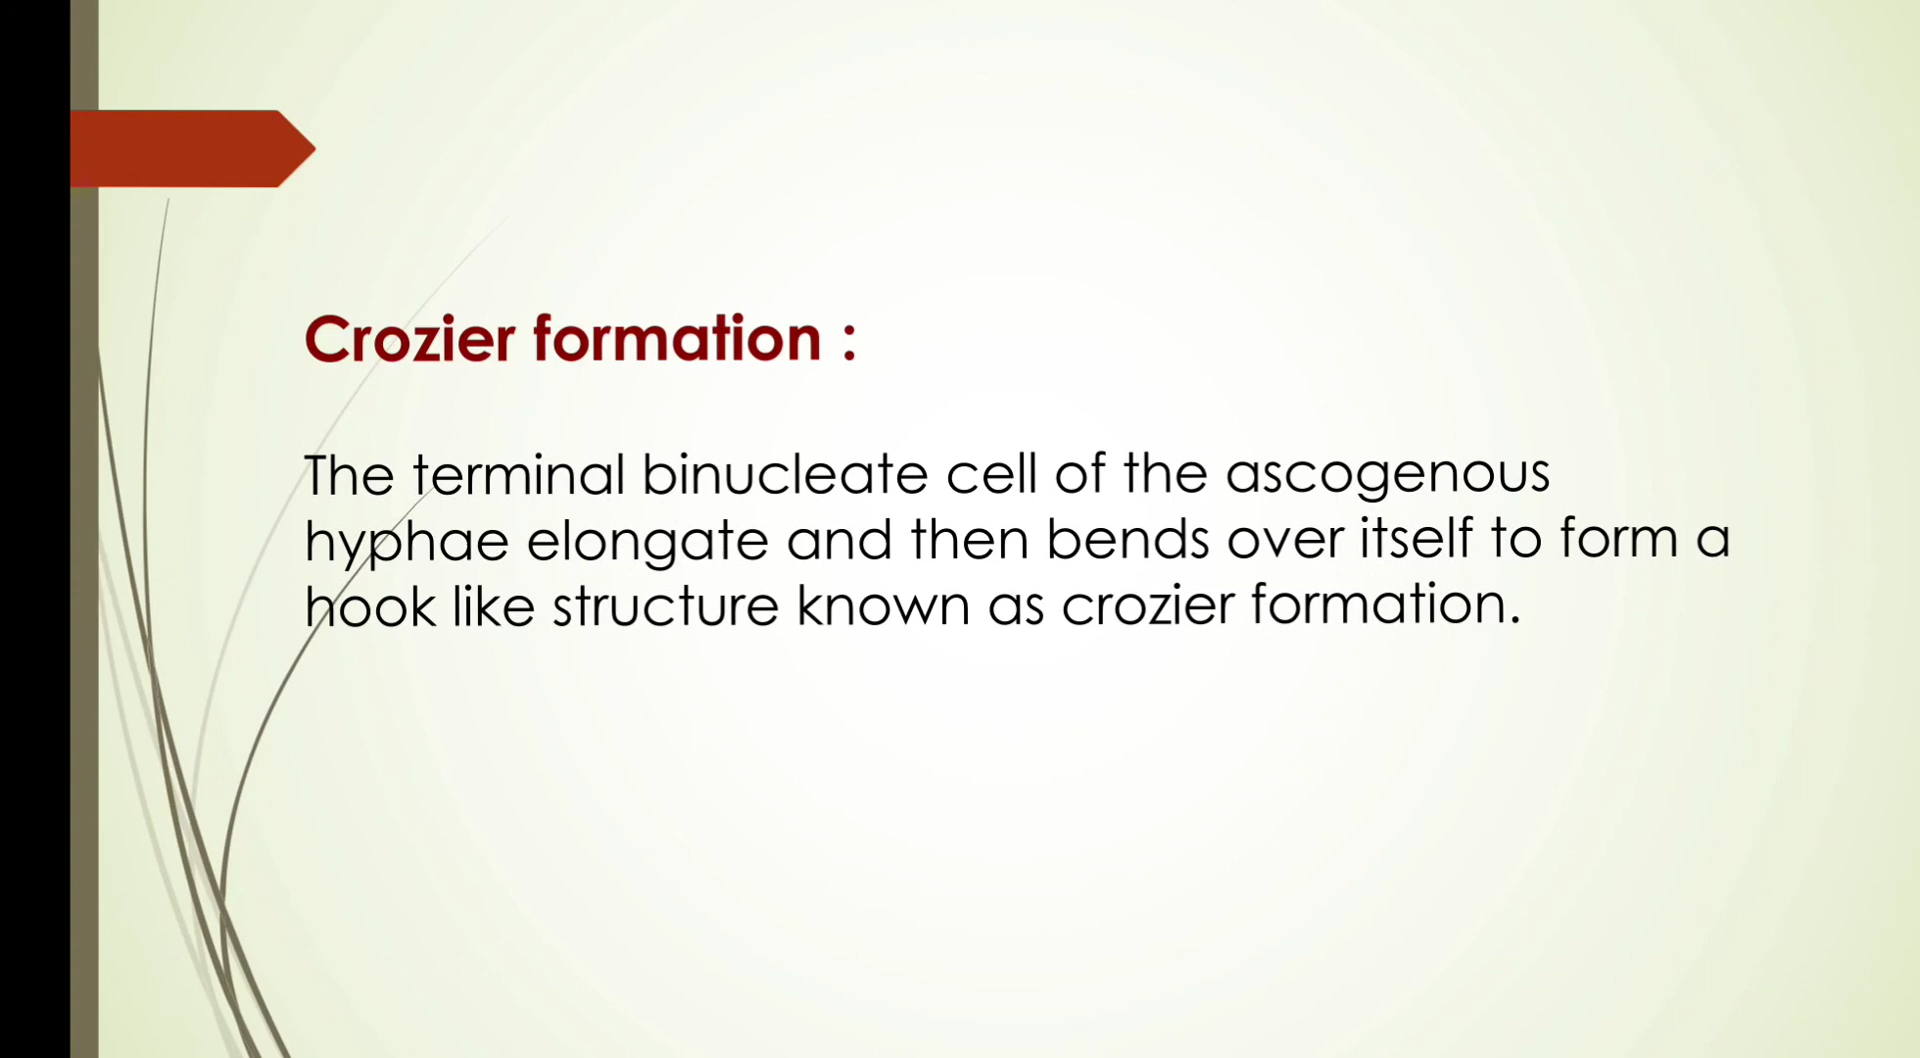 Crozier formation :
The terminal binucleate cell of the ascogenous
hyphae elongate and then bends over itself to form a
hook like structure known as crozier formation.